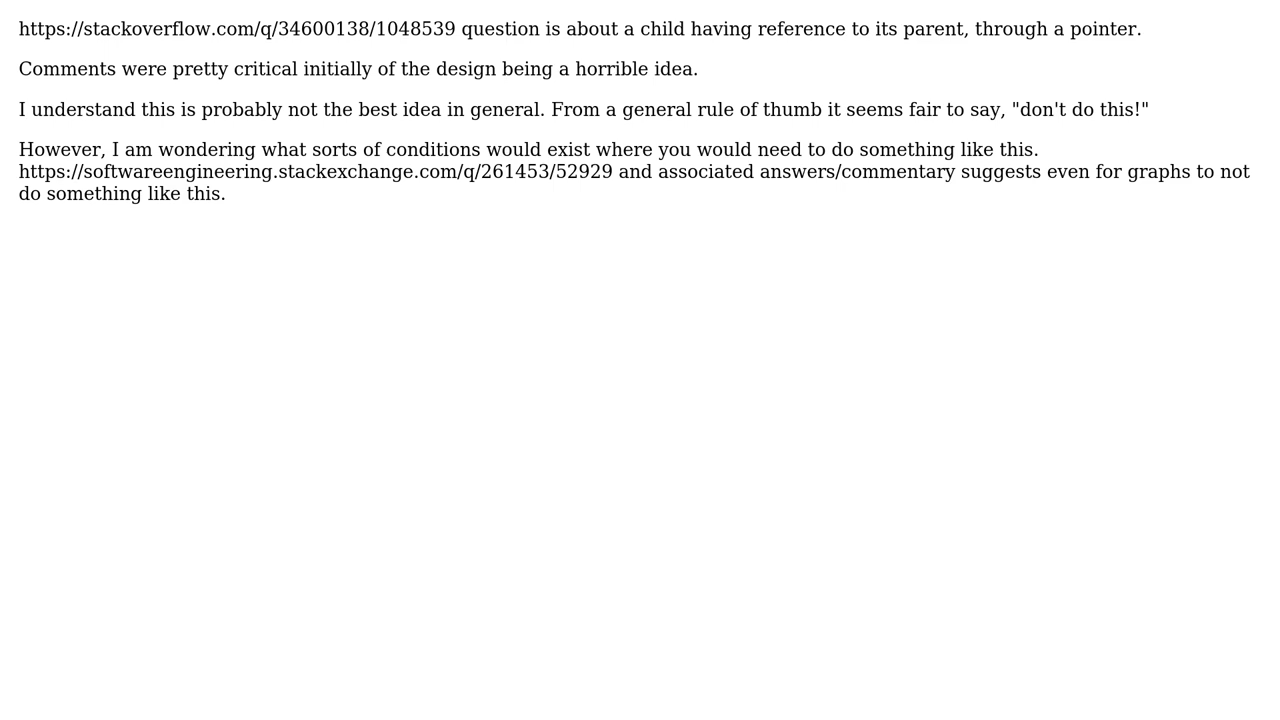 https://stackoverflow.com/q/34600138/1048539 question is about a child having reference to its parent, through a pointer.
Comments were pretty critical initially of the design being a horrible idea.
I understand this is probably not the best idea in general. From a general rule of thumb it seems fair to say, "don't do this!"
However, I am wondering what sorts of conditions would exist where you would need to do something like this.
https://softwareengineering.stackexchange.com/q/261453/52929 and associated answers/commentary suggests even for graphs to not
do something like this.